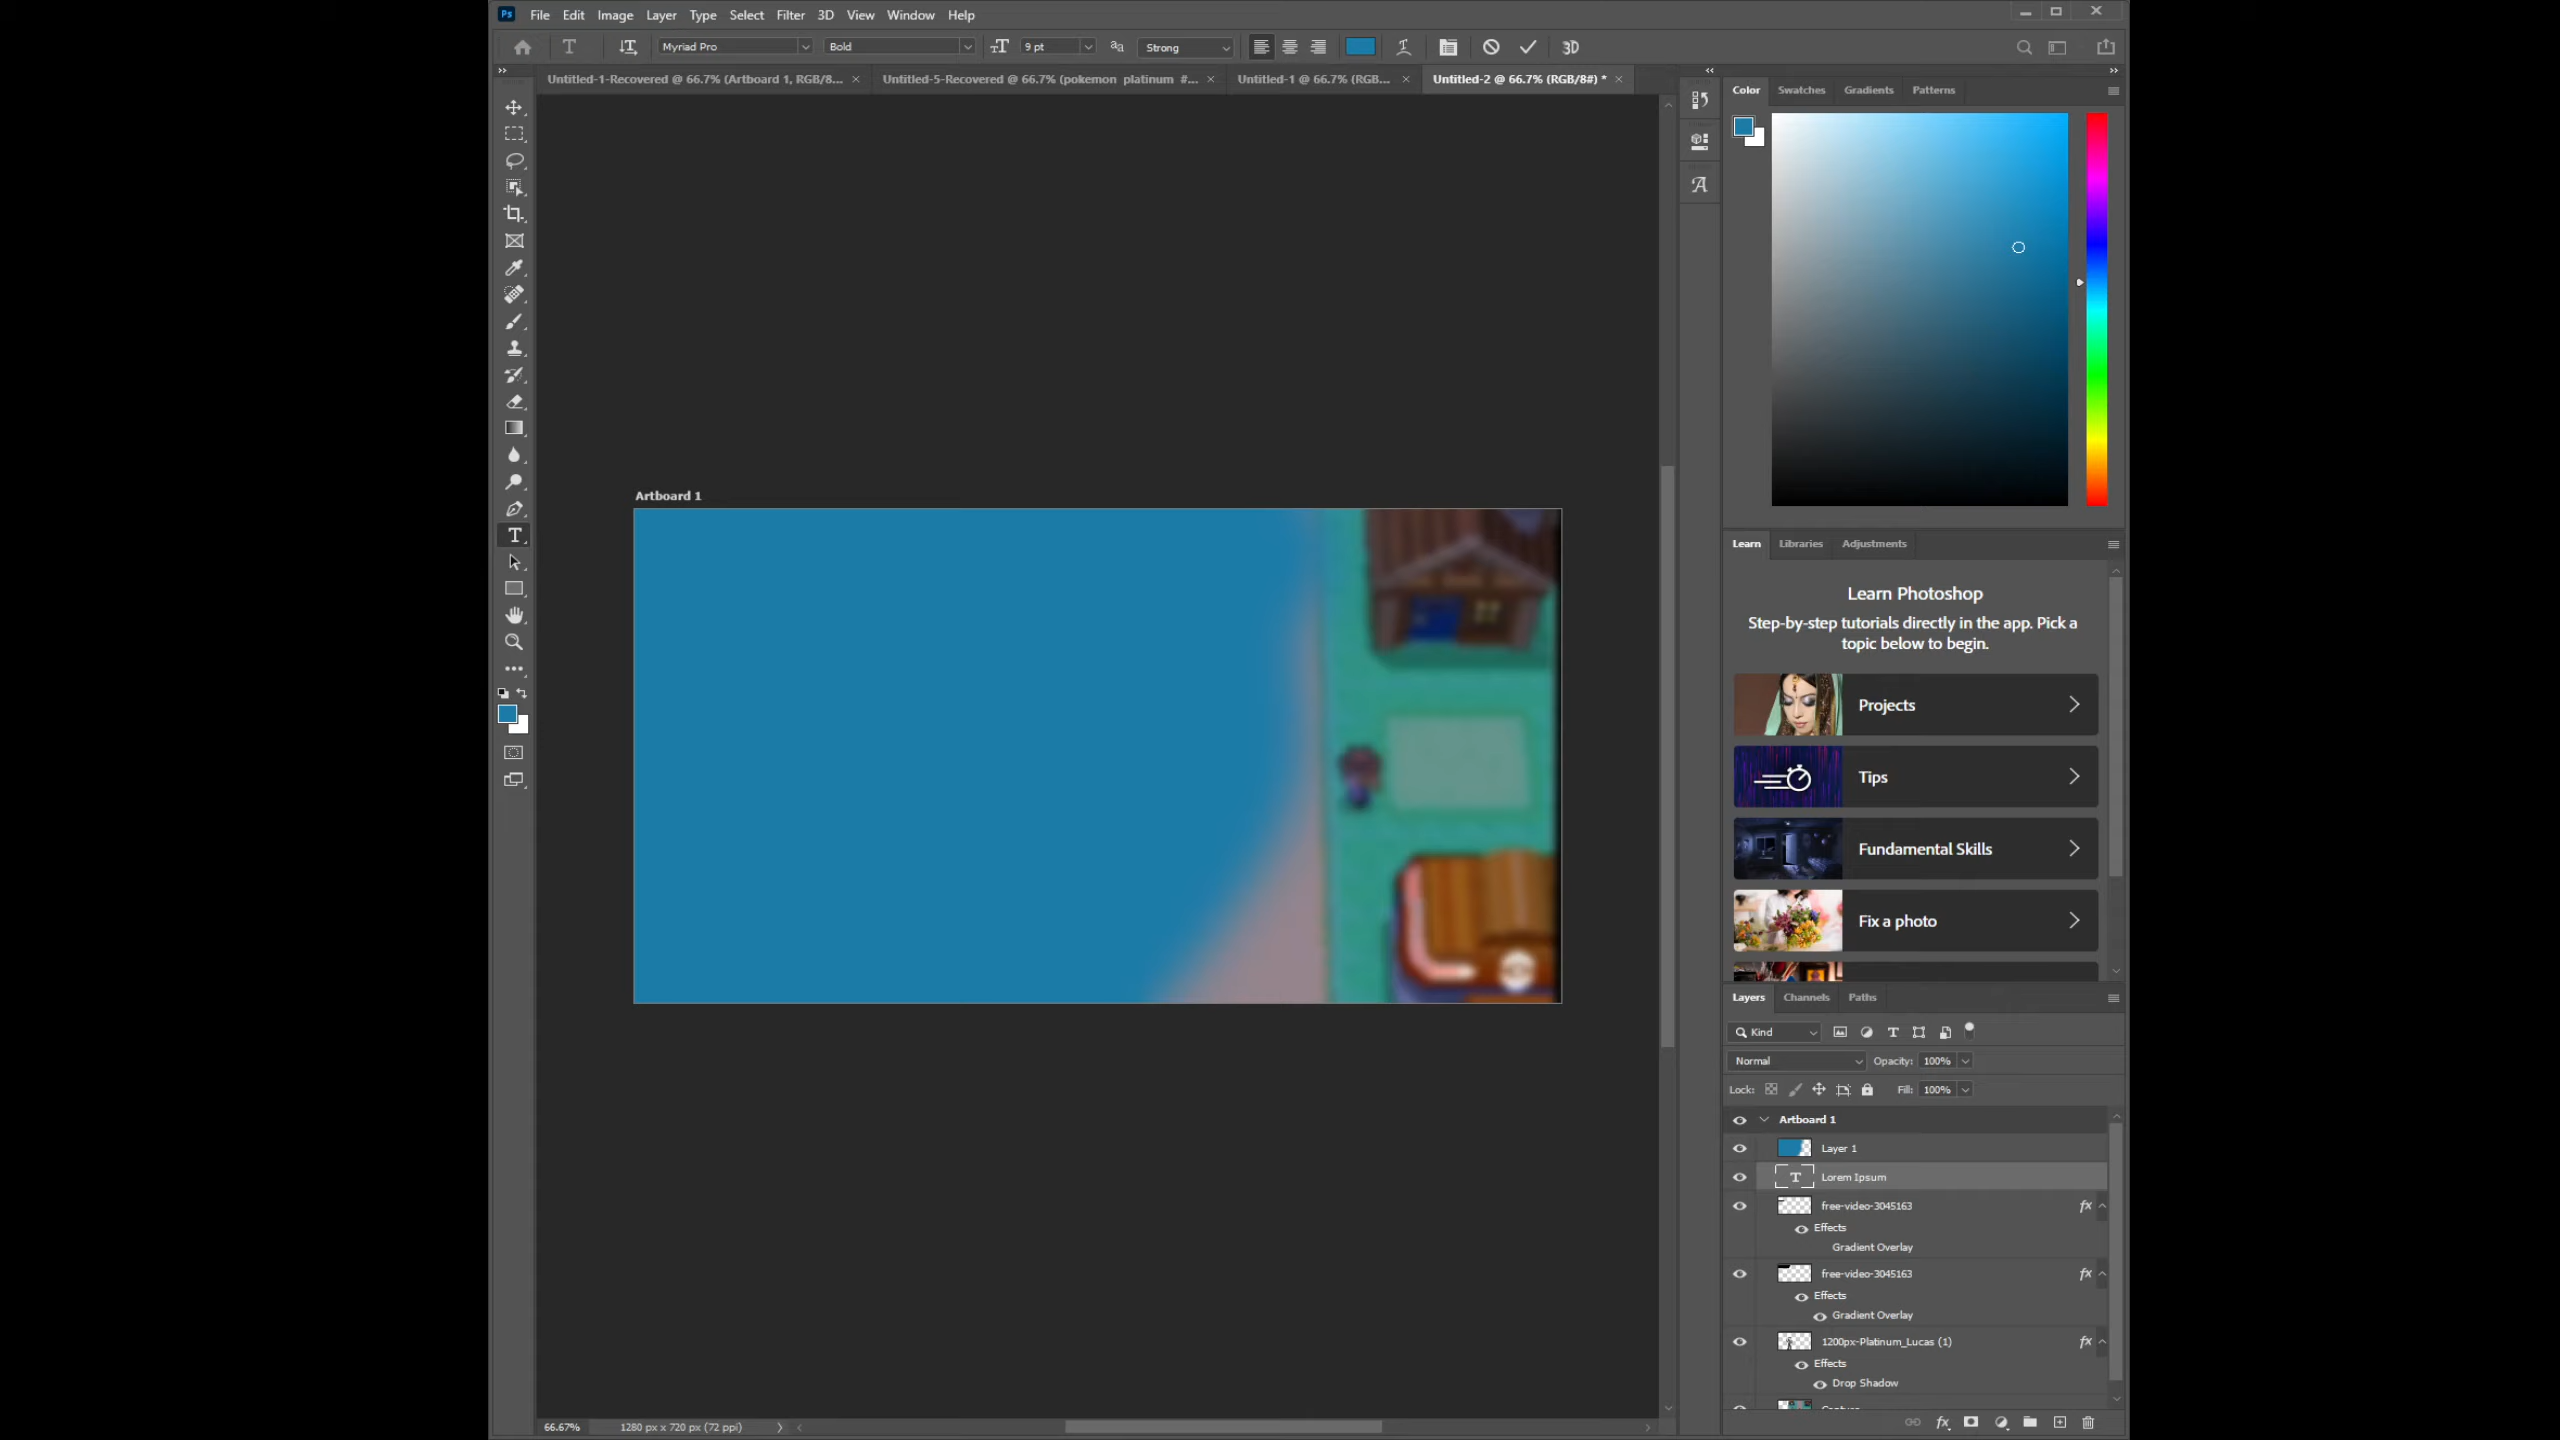 Ps File Edit Image Layer Type Select Filter 3D View Window Help
T Myriad Pro Bold 9 pt Strong 3D
Untitled-1-Recovered @ 66.7% (Artboard 1, RGB/8... Untitled-5-Recovered @ 66.7% (pokemon platinum #... Untitled-1 @ 66.7% (RGB... Untitled-2 @ 66.7% (RGB/8#) *
Color Swatches Gradients Patterns
Artboard 1
Learn Libraries Adjustments
Learn Photoshop
Step-by-step tutorials directly in the app. Pick a
topic below to begin.
Projects
Tips
Fundamental Skills
Fix a photo
Layers Channels Paths
Kind
Normal Opacity: 100%
Lock: Fill: 100%
Artboard 1
Layer 1
T Lorem Ipsum
free-video-3045163 fx
Effects
Gradient Overlay
free-video-3045163 fx
Effects
Gradient Overlay
1200px-Platinum_Lucas (1) fx
Effects
Drop Shadow
66.67% 1280 px x 720 px (72 ppi) fx